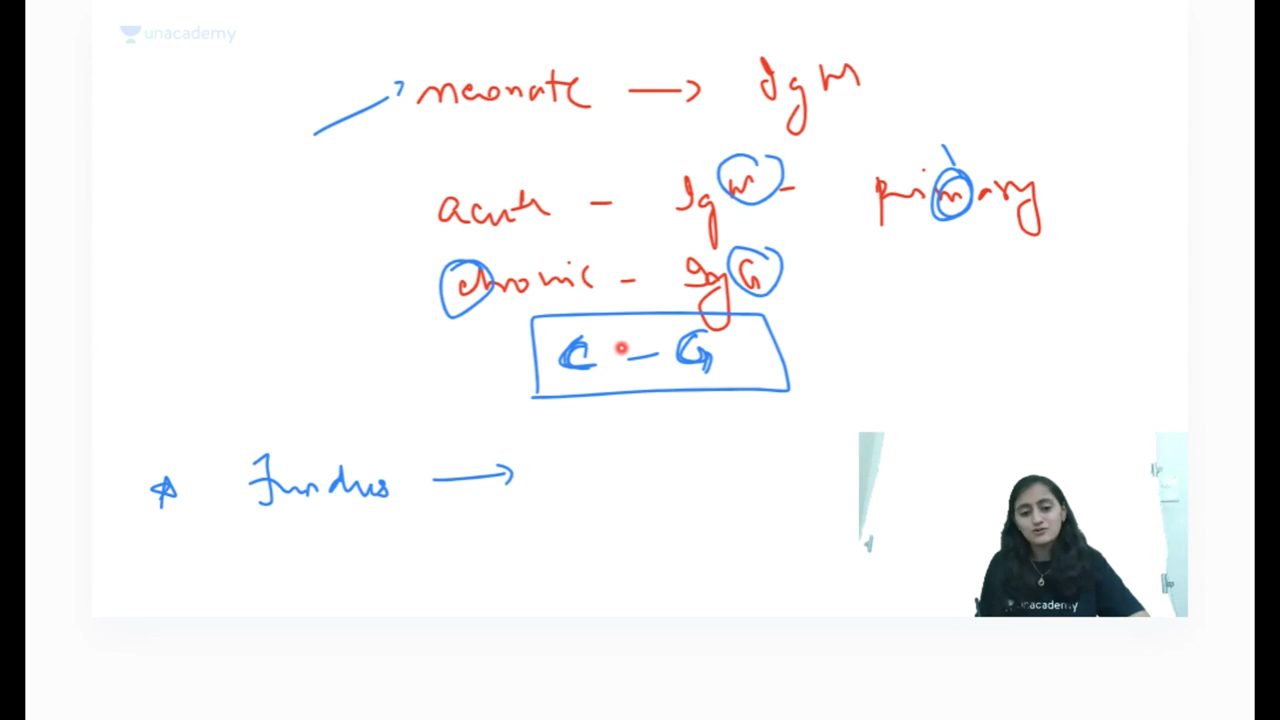 unacademy
neonate → IgM
acute - IgM - primary
chronic - IgG
C - G
* Fundus →
unacademy